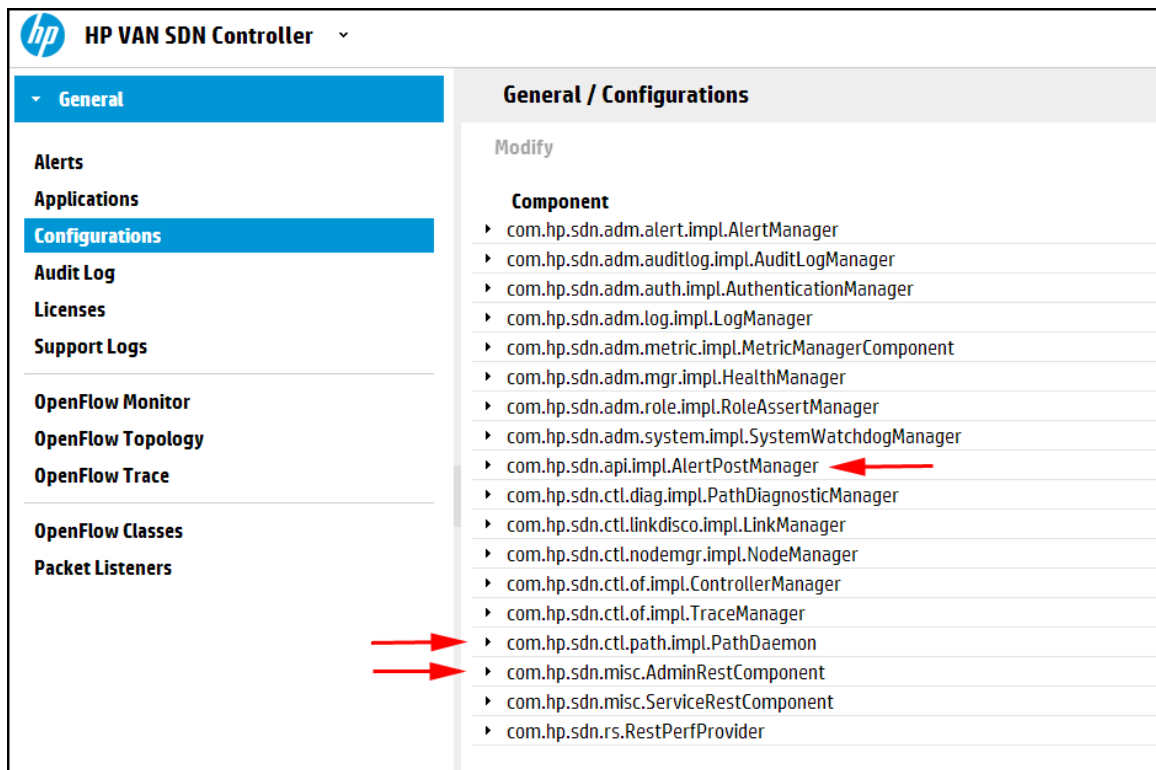 hp HP VAN SDN Controller
General
Alerts
Applications
Configurations
Audit Log
Licenses
Support Logs
OpenFlow Monitor
OpenFlow Topology
OpenFlow Trace
OpenFlow Classes
Packet Listeners
General / Configurations
Modify
Component
com.hp.sdn.adm.alert.impl.AlertManager
com.hp.sdn.adm.auditlog.impl.AuditLogManager
com.hp.sdn.adm.auth.impl.AuthenticationManager
com.hp.sdn.adm.log.impl.LogManager
com.hp.sdn.adm.metric.impl.MetricManagerComponent
com.hp.sdn.adm.mgr.impl.HealthManager
com.hp.sdn.adm.role.impl.RoleAssertManager
com.hp.sdn.adm.system.impl.SystemWatchdogManager
com.hp.sdn.api.impl.AlertPostManager
com.hp.sdn.ctl.diag.impl.PathDiagnosticManager
com.hp.sdn.ctl.linkdisco.impl.LinkManager
com.hp.sdn.ctl.nodemgr.impl.NodeManager
com.hp.sdn.ctl.of.impl.ControllerManager
com.hp.sdn.ctl.of.impl.TraceManager
com.hp.sdn.ctl.path.impl.PathDaemon
com.hp.sdn.misc.AdminRestComponent
com.hp.sdn.misc.ServiceRestComponent
com.hp.sdn.rs.RestPerfProvider